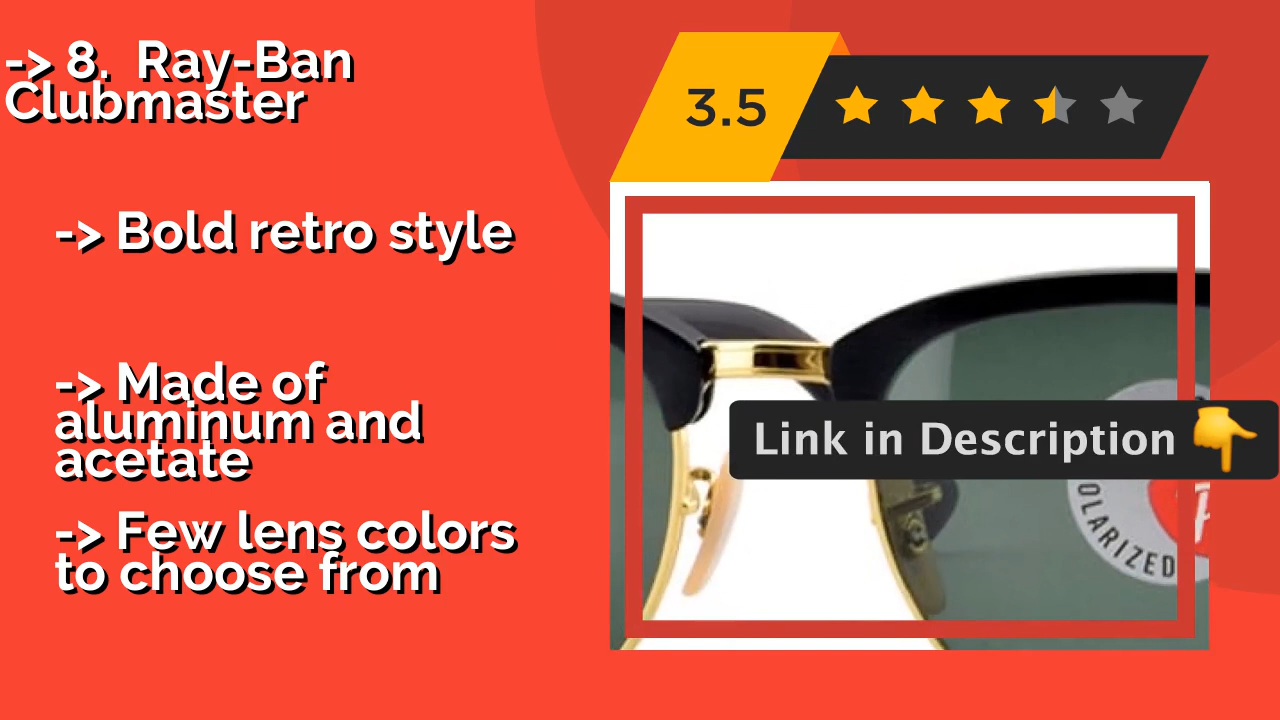 -> 8.  Ray-Ban
Clubmaster
3.5
-> Bold retro style
-> Made of
aluminum and
acetate
Link in Description 👇
-> Few lens colors
to choose from
OLARIZED